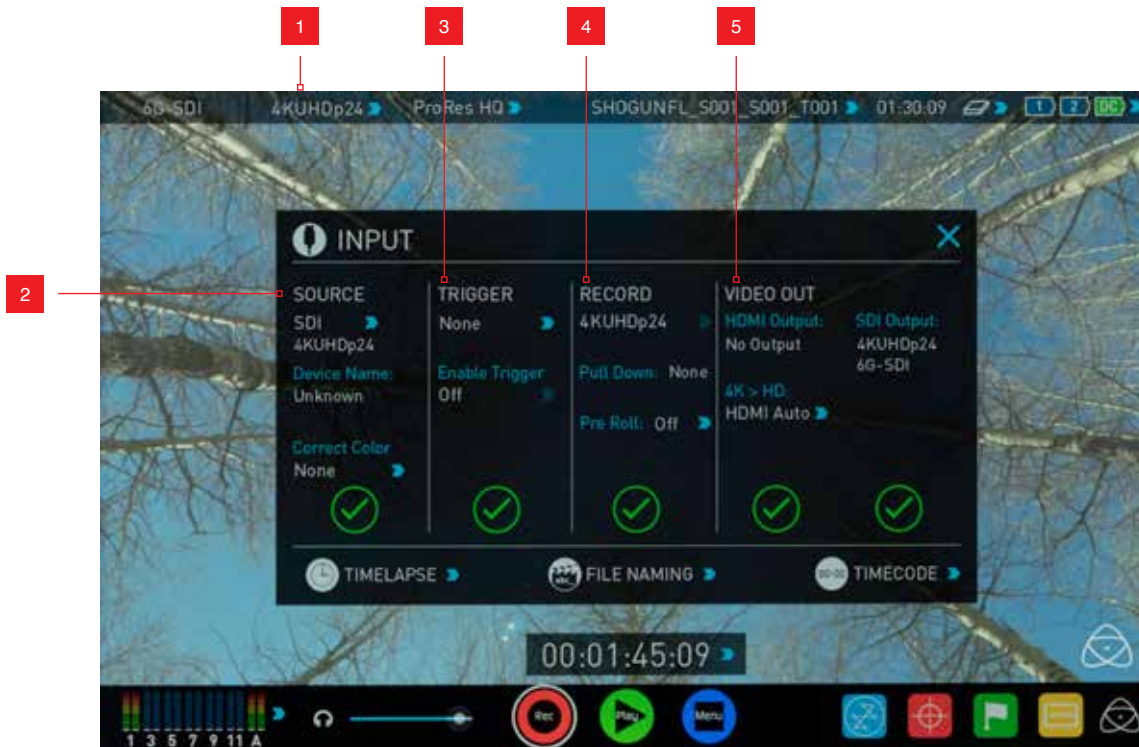 1
3
4
5
6G-SDI 4KUHDp24 ProRes HQ SHOGUNFL_S001_S001_T001 01:30:09 1 2 DC
INPUT
2
SOURCE
SDI
4KUHDp24
Device Name:
Unknown
Correct Color
None
TRIGGER
None
Enable Trigger
Off
RECORD
4KUHDp24
Pull Down: None
Pre Roll: Off
VIDEO OUT
HDMI Output:
No Output
4K > HD:
HDMI Auto
SDI Output:
4KUHDp24
6G-SDI
TIMELAPSE
FILE NAMING
00:00 TIMECODE
00:01:45:09
1 3 5 7 9 11 A
Rec
Play
Menu